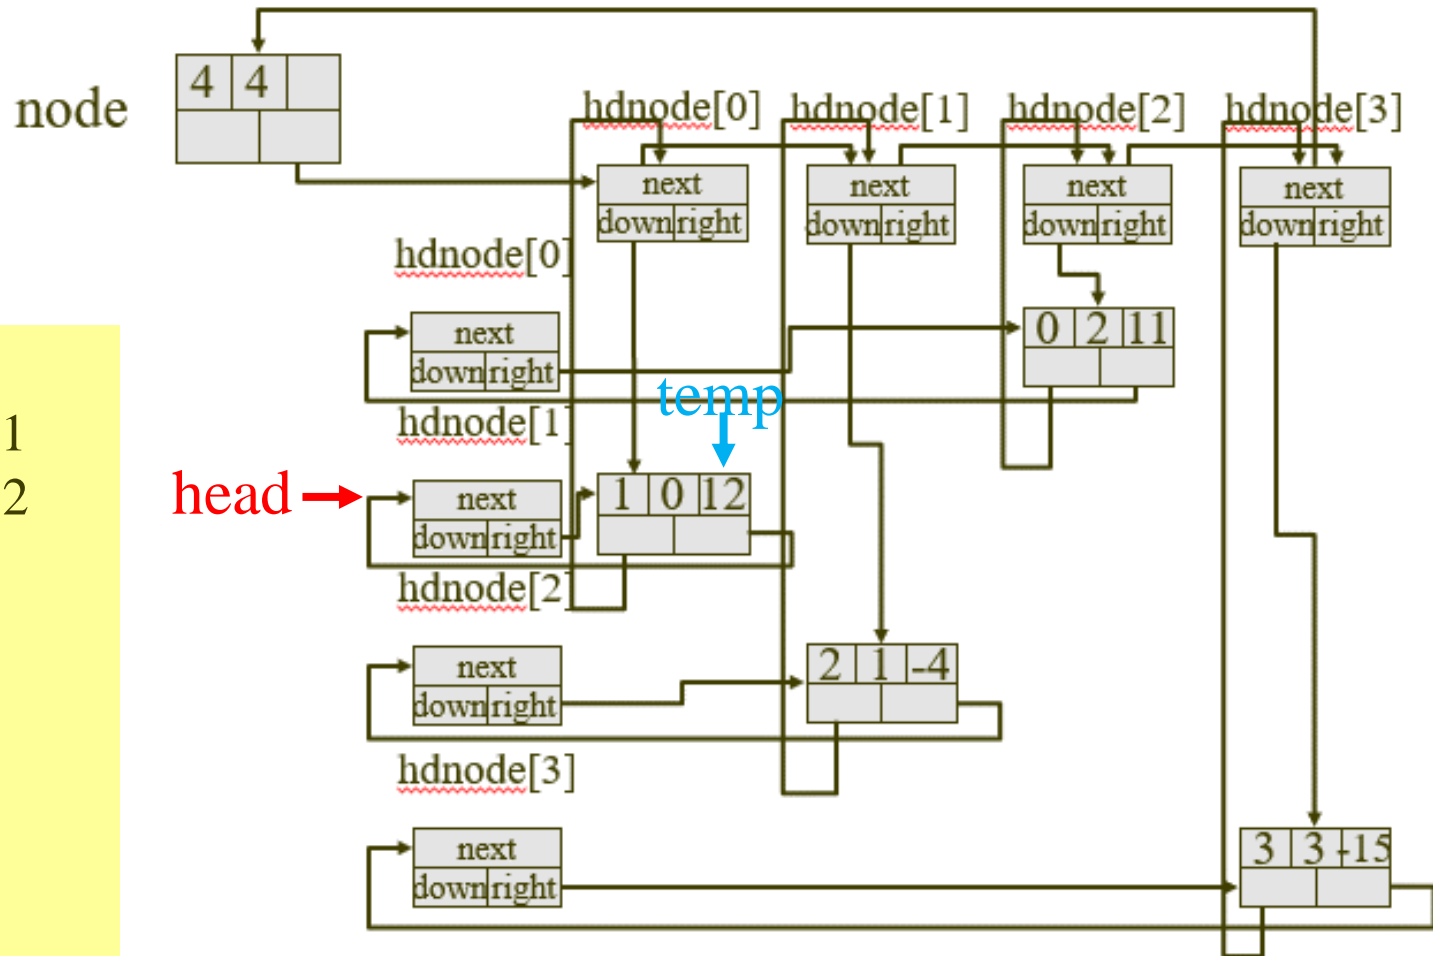 4 4
node
hdnode[0] hdnode[1] hdnode[2] hdnode[3]
next next next next
down right down right down right down right
hdnode[0]
next
down right
0 2 11
temp
hdnode[1]
1
2
head
next
down right
1 0 12
hdnode[2]
next
down right
2 1 -4
hdnode[3]
next
down right
3 3 -15